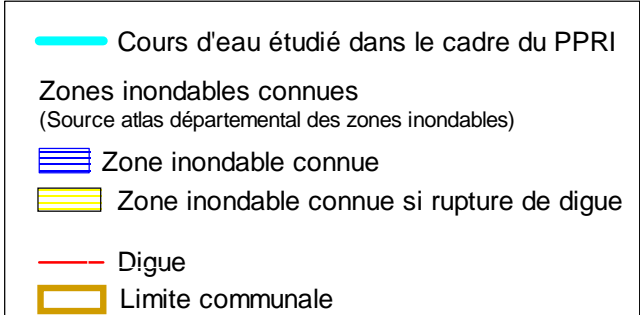 Cours d'eau étudié dans le cadre du PPRI
Zones inondables connues
(Source atlas départemental des zones inondables)
Zone inondable connue
Zone inondable connue si rupture de digue
Digue
Limite communale